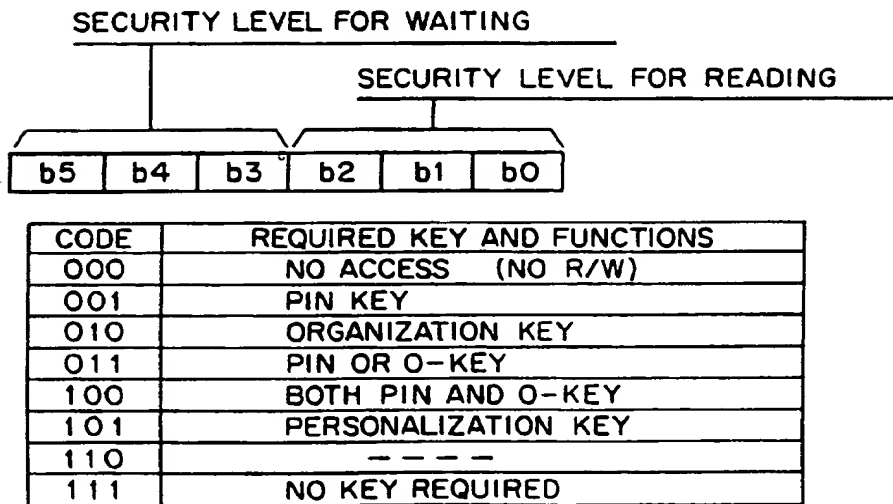 SECURITY LEVEL FOR WAITING
SECURITY LEVEL FOR READING
b5 b4 b3 b2 b1 b0
CODE REQUIRED KEY AND FUNCTIONS
000 NO ACCESS (NO R/W)
001 PIN KEY
010 ORGANIZATION KEY
011 PIN OR O-KEY
100 BOTH PIN AND O-KEY
101 PERSONALIZATION KEY
110 ----
111 NO KEY REQUIRED